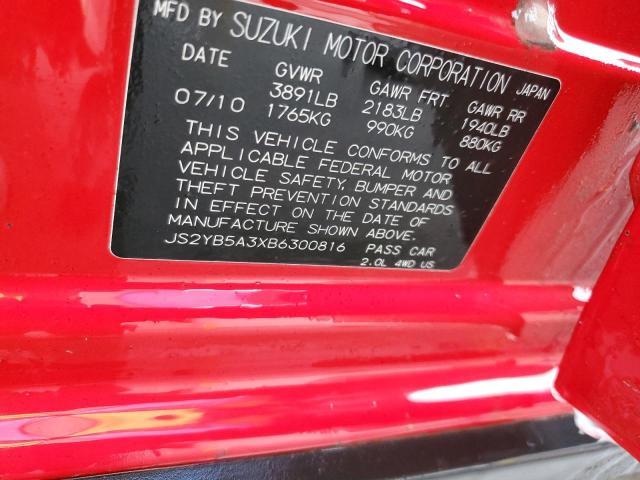 MFD BY SUZUKI MOTOR CORPORATION JAPAN
DATE GVWR GAWR FRT GAWR RR
07/10 3891LB 2183LB 1940LB
1765KG 990KG 880KG
THIS VEHICLE CONFORMS TO ALL
APPLICABLE FEDERAL MOTOR
VEHICLE SAFETY, BUMPER AND
THEFT PREVENTION STANDARDS
IN EFFECT ON THE DATE OF
MANUFACTURE SHOWN ABOVE.
JS2YB5A3XB6300816 PASS CAR
2.0L 4WD US